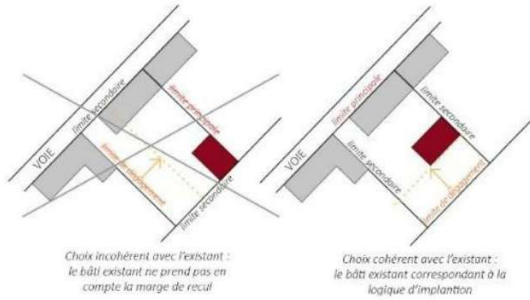 limite secondaire
limite principale
VOIE
limite de dégagement
limite secondaire
Choix incohérent avec l'existant :
le bâti existant ne prend pas en
compte la marge de recul
limite principale
limite secondaire
VOIE
limite secondaire
limite de dégagement
Choix cohérent avec l'existant :
le bâti existant correspondant à la
logique d'implantion